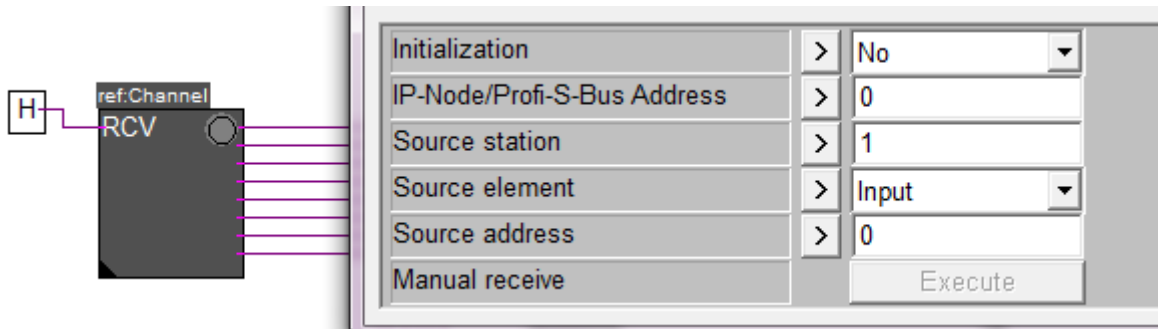 H
ref:Channel
RCV
Initialization > No
IP-Node/Profi-S-Bus Address > 0
Source station > 1
Source element > Input
Source address > 0
Manual receive Execute